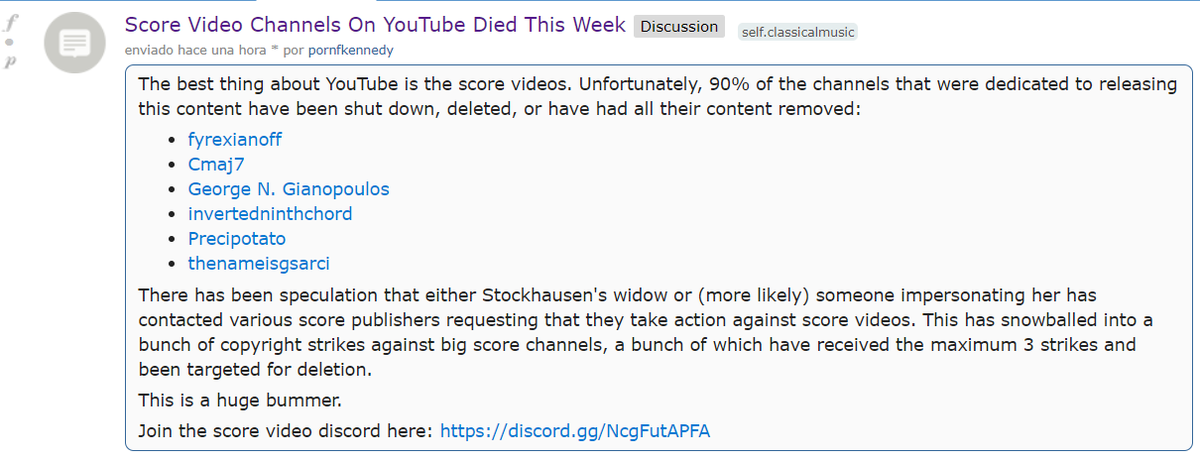 Score Video Channels On YouTube Died This Week Discussion self.classicalmusic
enviado hace una hora * por pornfkennedy
The best thing about YouTube is the score videos. Unfortunately, 90% of the channels that were dedicated to releasing
this content have been shut down, deleted, or have had all their content removed:
• fyrexianoff
• Cmaj7
• George N. Gianopoulos
• invertedninthchord
• Precipotato
• thenameisgsarci
There has been speculation that either Stockhausen's widow or (more likely) someone impersonating her has
contacted various score publishers requesting that they take action against score videos. This has snowballed into a
bunch of copyright strikes against big score channels, a bunch of which have received the maximum 3 strikes and
been targeted for deletion.
This is a huge bummer.
Join the score video discord here: https://discord.gg/NcgFutAPFA
f
p